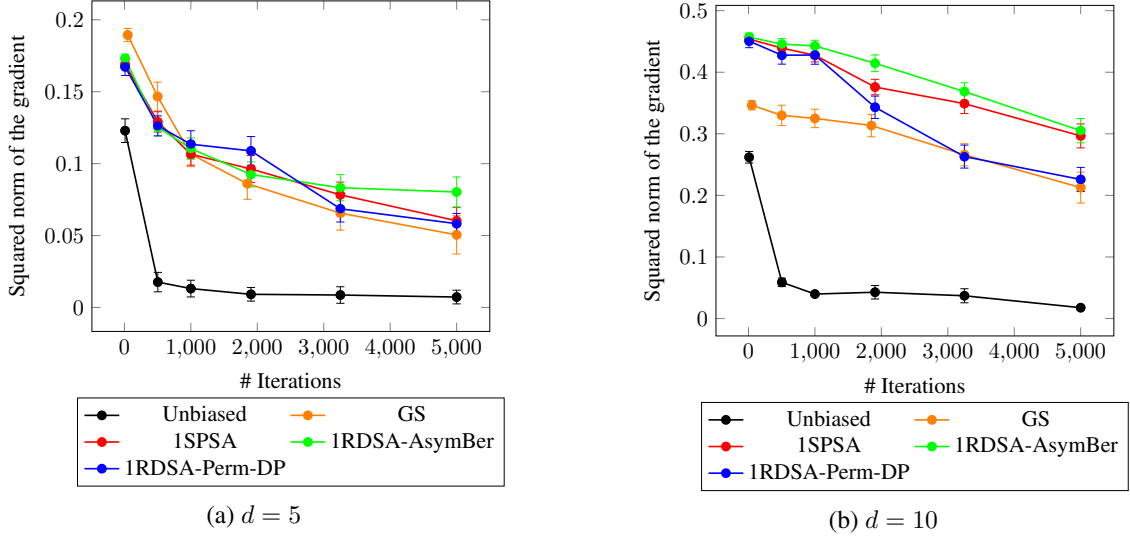 0.2
0.15
0.1
0.05
0
Squared norm of the gradient
0 1,000 2,000 3,000 4,000 5,000
# Iterations
Unbiased GS
1SPSA 1RDSA-AsymBer
1RDSA-Perm-DP
(a) d = 5
0.5
0.4
0.3
0.2
0.1
0
Squared norm of the gradient
0 1,000 2,000 3,000 4,000 5,000
# Iterations
Unbiased GS
1SPSA 1RDSA-AsymBer
1RDSA-Perm-DP
(b) d = 10